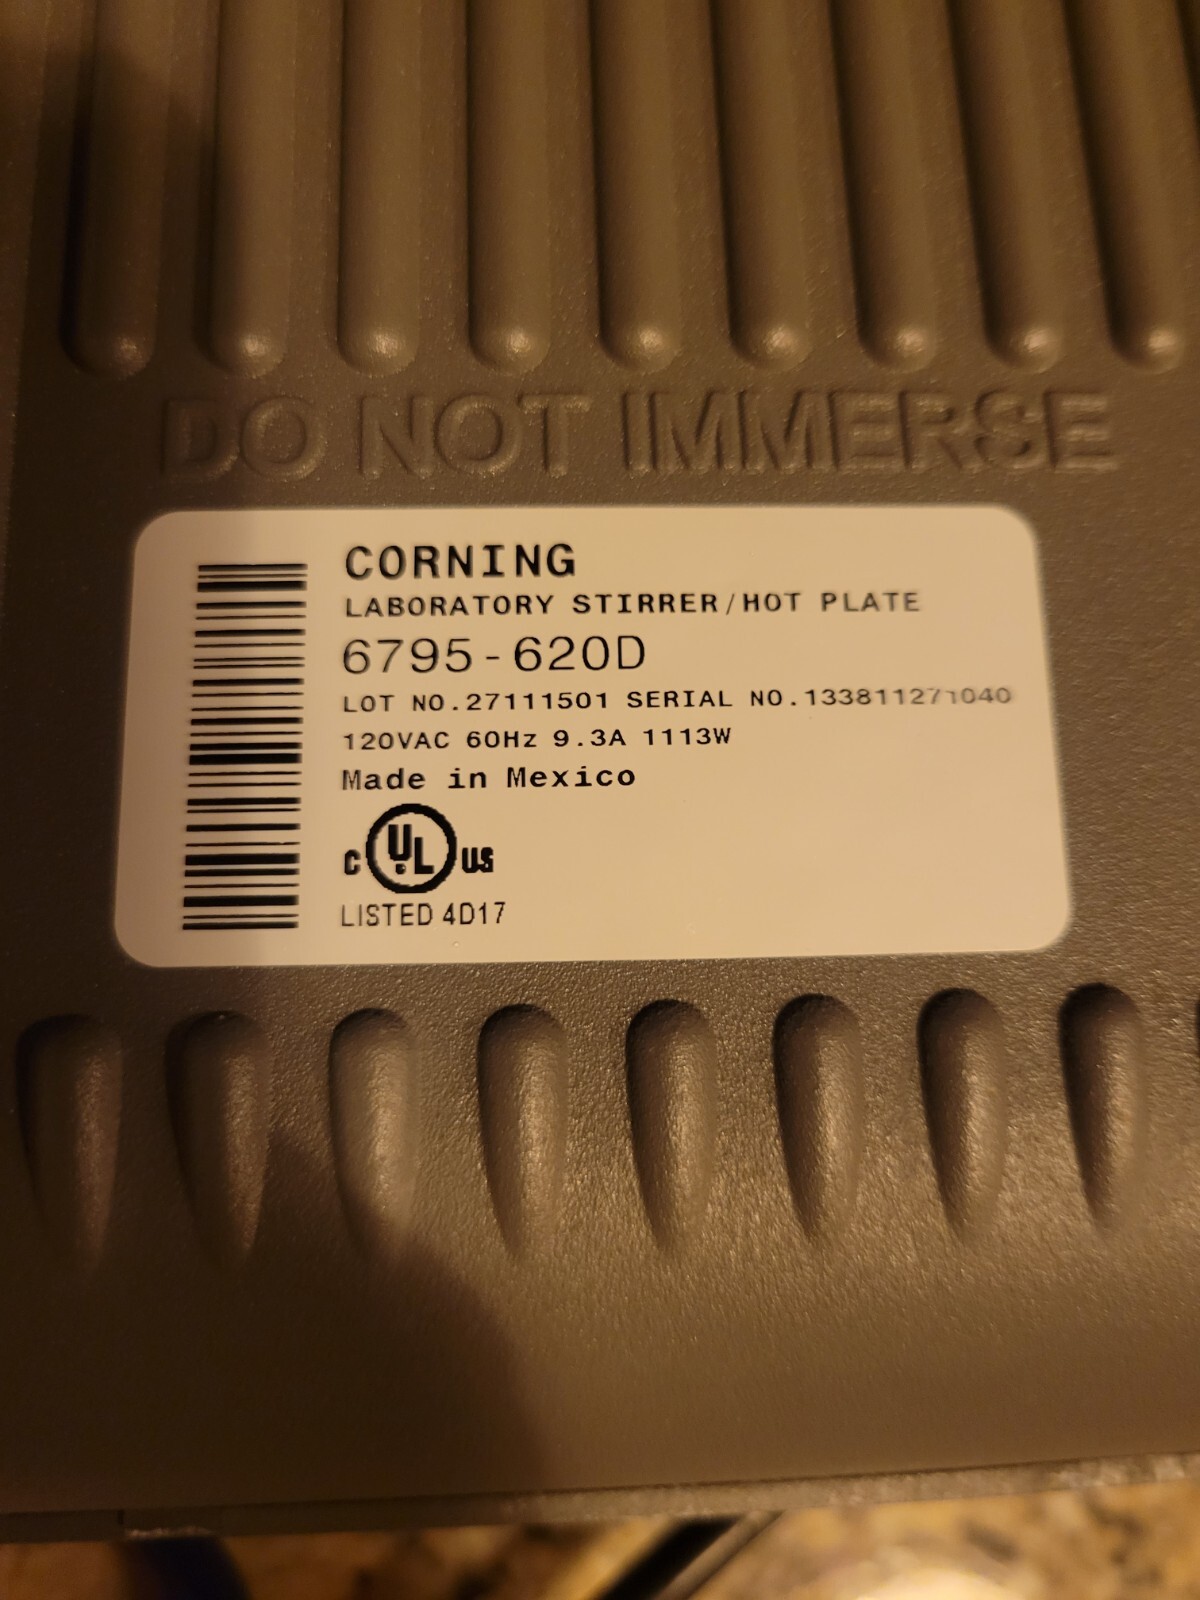 DO NOT IMMERSE
CORNING
LABORATORY STIRRER/HOT PLATE
6795-620D
LOT NO.27111501 SERIAL NO.133811271040
120VAC 60Hz 9.3A 1113W
Made in Mexico
C UL US
LISTED 4D17